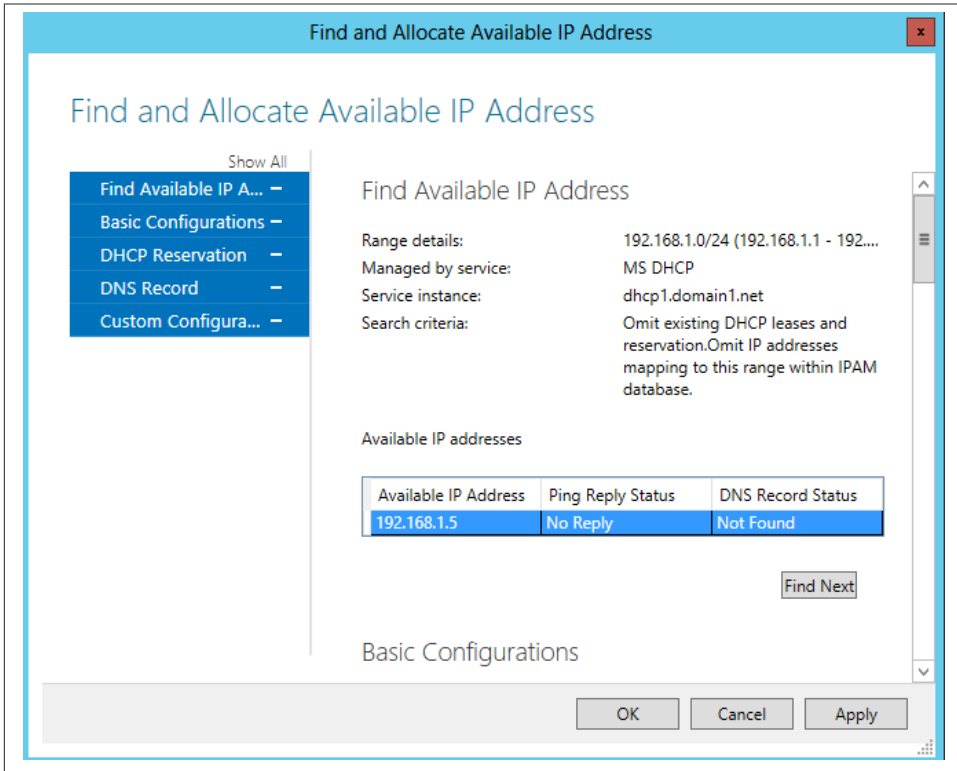 Find and Allocate Available IP Address
x
Find and Allocate Available IP Address
Show All
Find Available IP A...
Basic Configurations
DHCP Reservation
DNS Record
Custom Configura...
Find Available IP Address
Range details: 192.168.1.0/24 (192.168.1.1 - 192....
Managed by service: MS DHCP
Service instance: dhcp1.domain1.net
Search criteria: Omit existing DHCP leases and
reservation.Omit IP addresses
mapping to this range within IPAM
database.
Available IP addresses
Available IP Address Ping Reply Status DNS Record Status
192.168.1.5 No Reply Not Found
Find Next
Basic Configurations
OK Cancel Apply